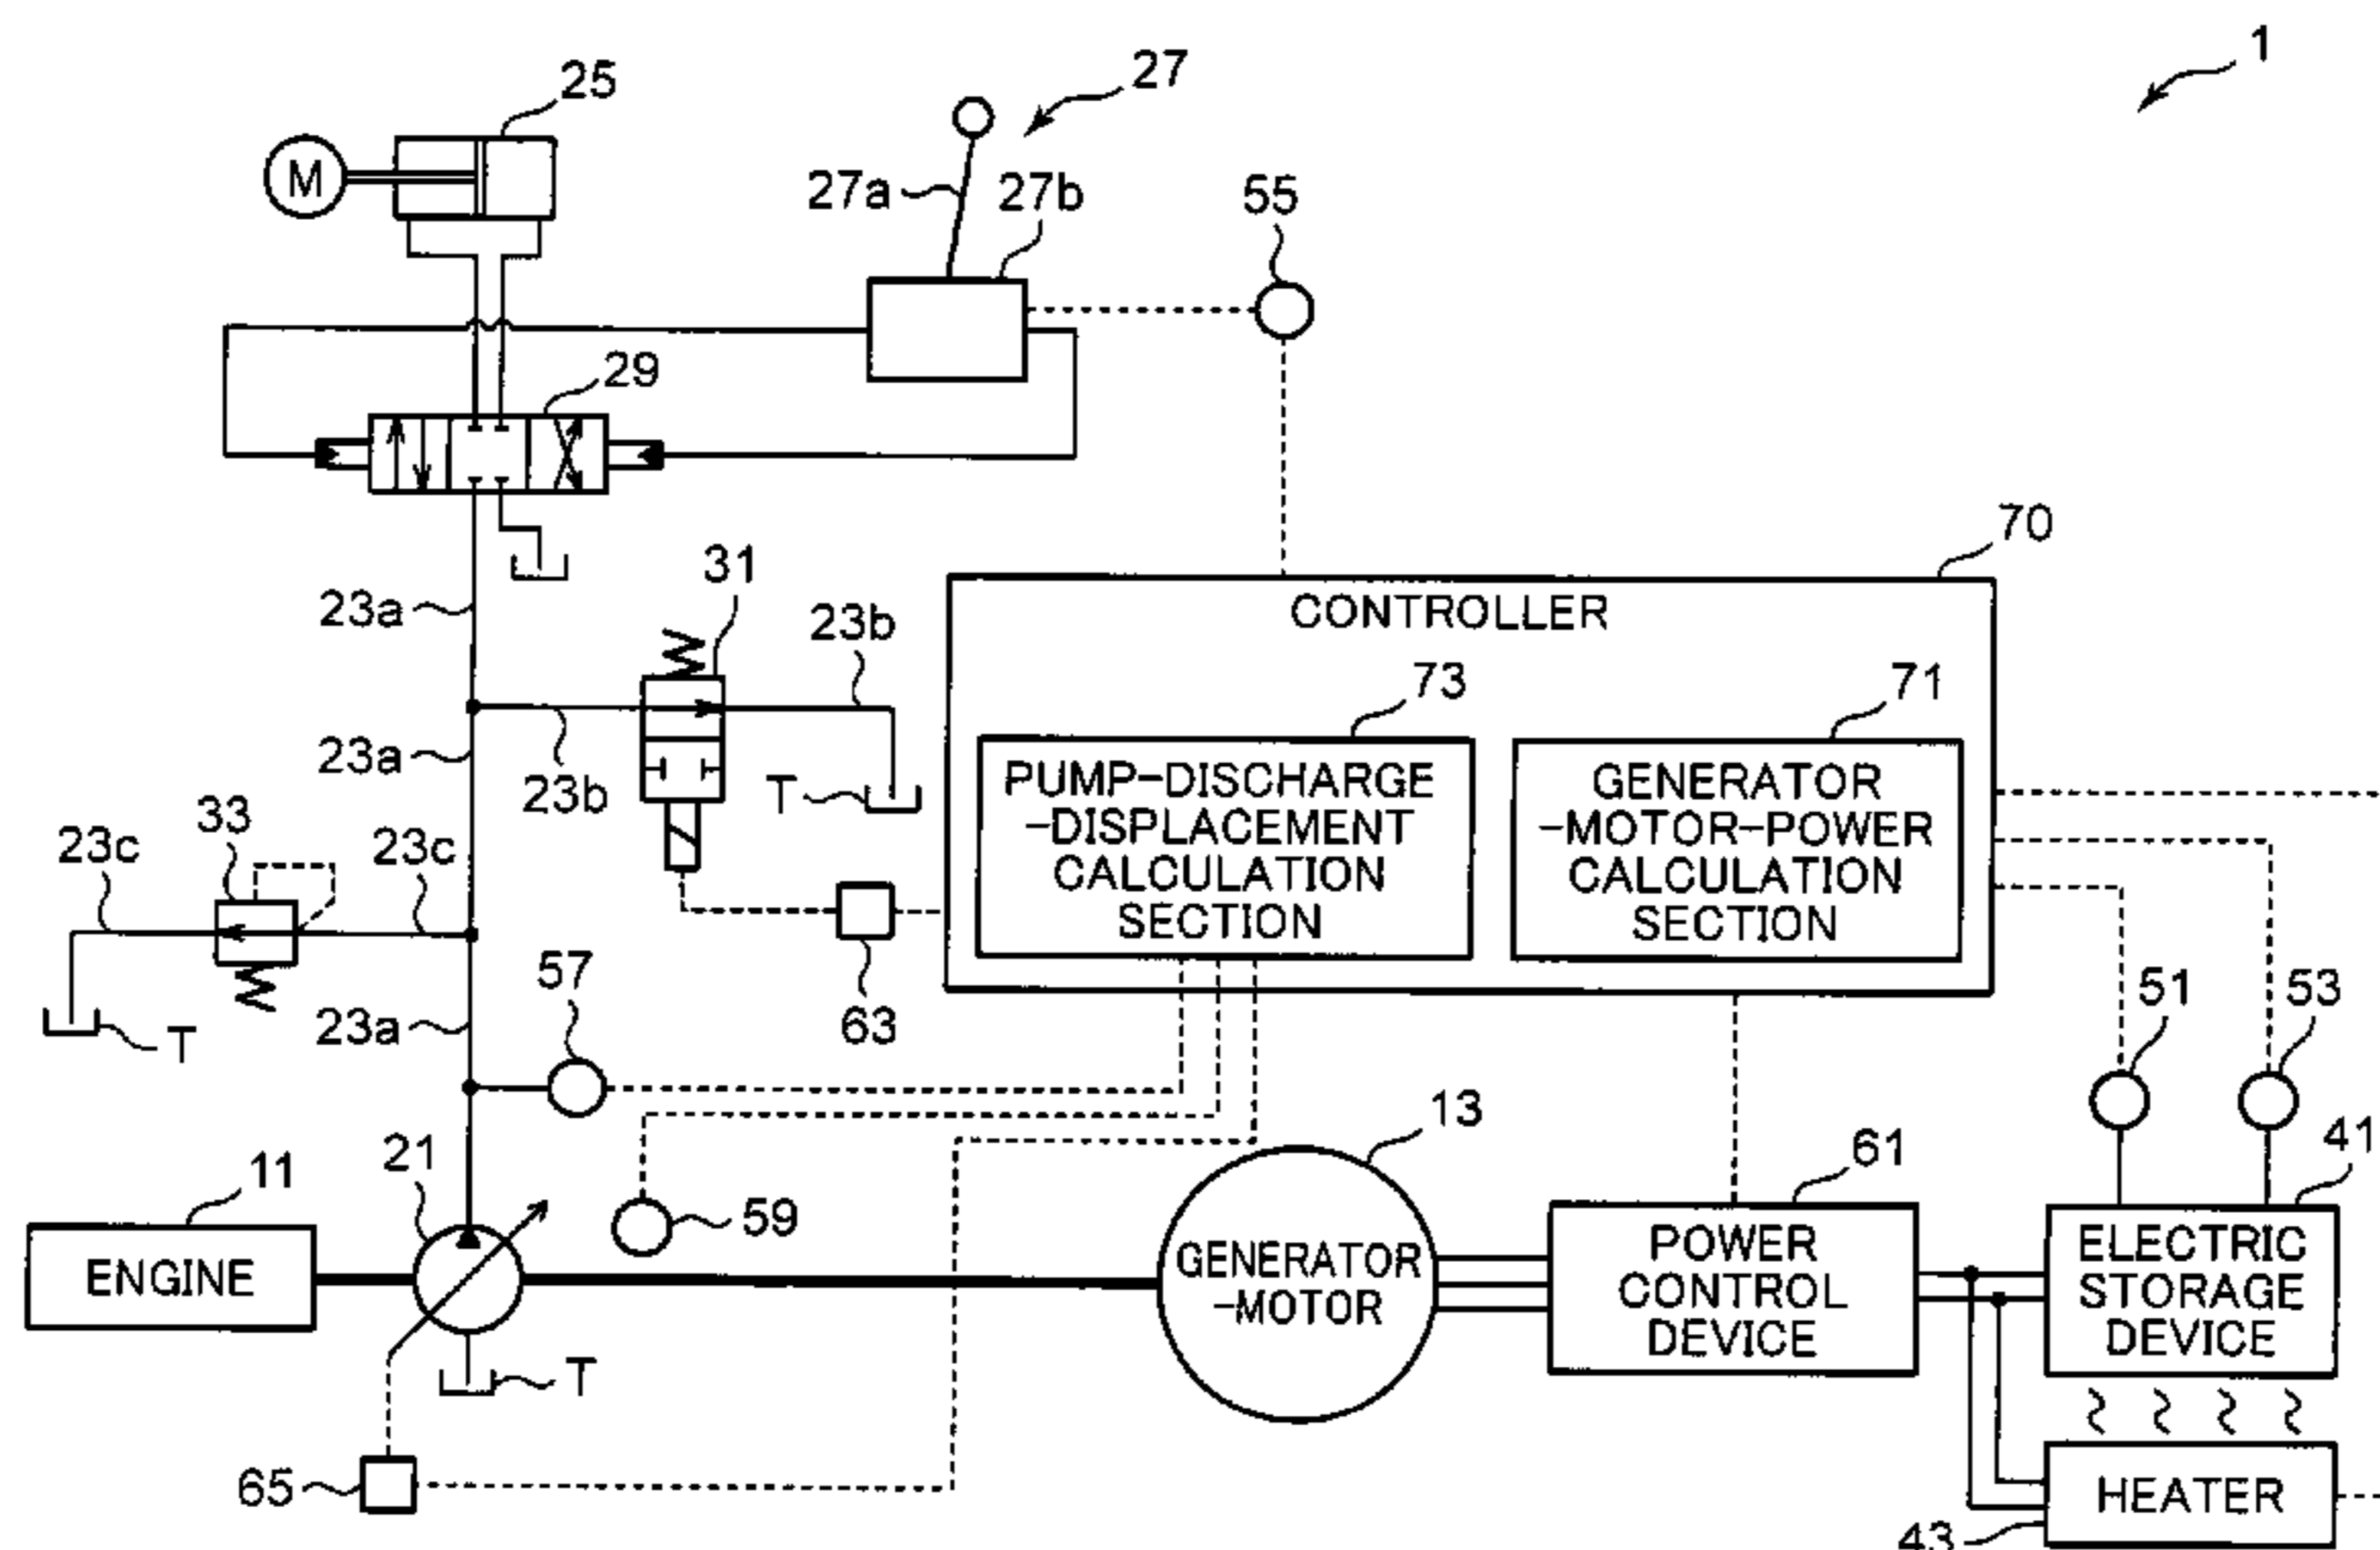 1
25
27
M
27a
27b
55
29
70
31
CONTROLLER
23a
23b
73
71
23a
23b
T
PUMP-DISCHARGE
-DISPLACEMENT
CALCULATION
SECTION
GENERATOR
-MOTOR-POWER
CALCULATION
SECTION
33
23c
23c
57
63
51
53
23a
T
13
21
61
41
11
59
ENGINE
GENERATOR
-MOTOR
POWER
CONTROL
DEVICE
ELECTRIC
STORAGE
DEVICE
T
65
HEATER
43